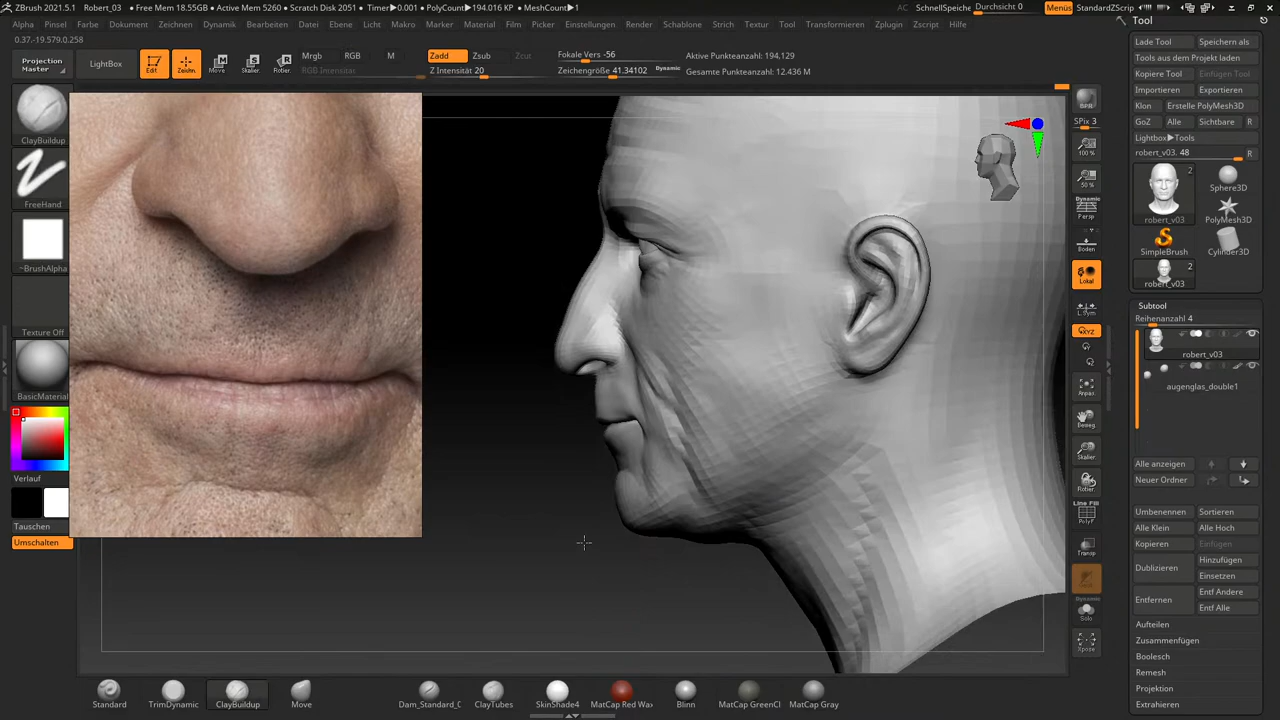 ZBrush 2021.5.1
Robert_03
• Free Mem 18.55GB • Active Mem 5260 • Scratch Disk 2051 • Timer▶0.001 • PolyCount▶194.016 KP • MeshCount▶1
AC
SchnellSpeiche
Durchsicht 0
Menüs
StandardZScrip
Alpha Pinsel Farbe Dokument Zeichnen Dynamik Bearbeiten Datei Ebene Licht Makro Marker Material Film Picker Einstellungen Render Schablone Strich Textur Tool Transformieren Zplugin Zscript Hilfe
0.37,-19.579,0.258
Projection
Master
LightBox
Edit
Zeichn.
Move
Skalier.
Rotier.
Mrgb RGB M
RGB Intensität
Zadd Zsub Zcut
Z Intensität 20
Fokale Vers -56
Zeichengröße 41.34102
Dynamic
Aktive Punkteanzahl: 194,129
Gesamte Punkteanzahl: 12.436 M
ClayBuildup
FreeHand
~BrushAlpha
Texture Off
BasicMaterial
Verlauf
Tauschen
Umschalten
BPR
SPix 3
100 %
50 %
Dynamic
Persp
Boden
Lokal
L.Sym
XYZ
Anpas.
Beweg.
Skalier.
Rotier.
Line Fill
PolyF
Transp
Dynamic
Solo
Xpose
Tool
Lade Tool Speichern als
Tools aus dem Projekt laden
Kopiere Tool Einfügen Tool
Importieren Exportieren
Klon Erstelle PolyMesh3D
GoZ Alle Sichtbare R
Lightbox▶Tools
robert_v03. 48 R
2
robert_v03
Sphere3D
PolyMesh3D
SimpleBrush
Cylinder3D
2
robert_v03
Subtool
Reihenanzahl 4
robert_v03
augenglas_double1
Alle anzeigen
Neuer Ordner
Umbenennen Sortieren
Alle Klein Alle Hoch
Kopieren Einfügen
Dublizieren Hinzufügen
Einsetzen
Entfernen Entf Andere
Entf Alle
Aufteilen
Zusammenfügen
Boolesch
Remesh
Projektion
Extrahieren
Standard
TrimDynamic
ClayBuildup
Move
Dam_Standard_C
ClayTubes
SkinShade4
MatCap Red Wax
Blinn
MatCap GreenCl
MatCap Gray